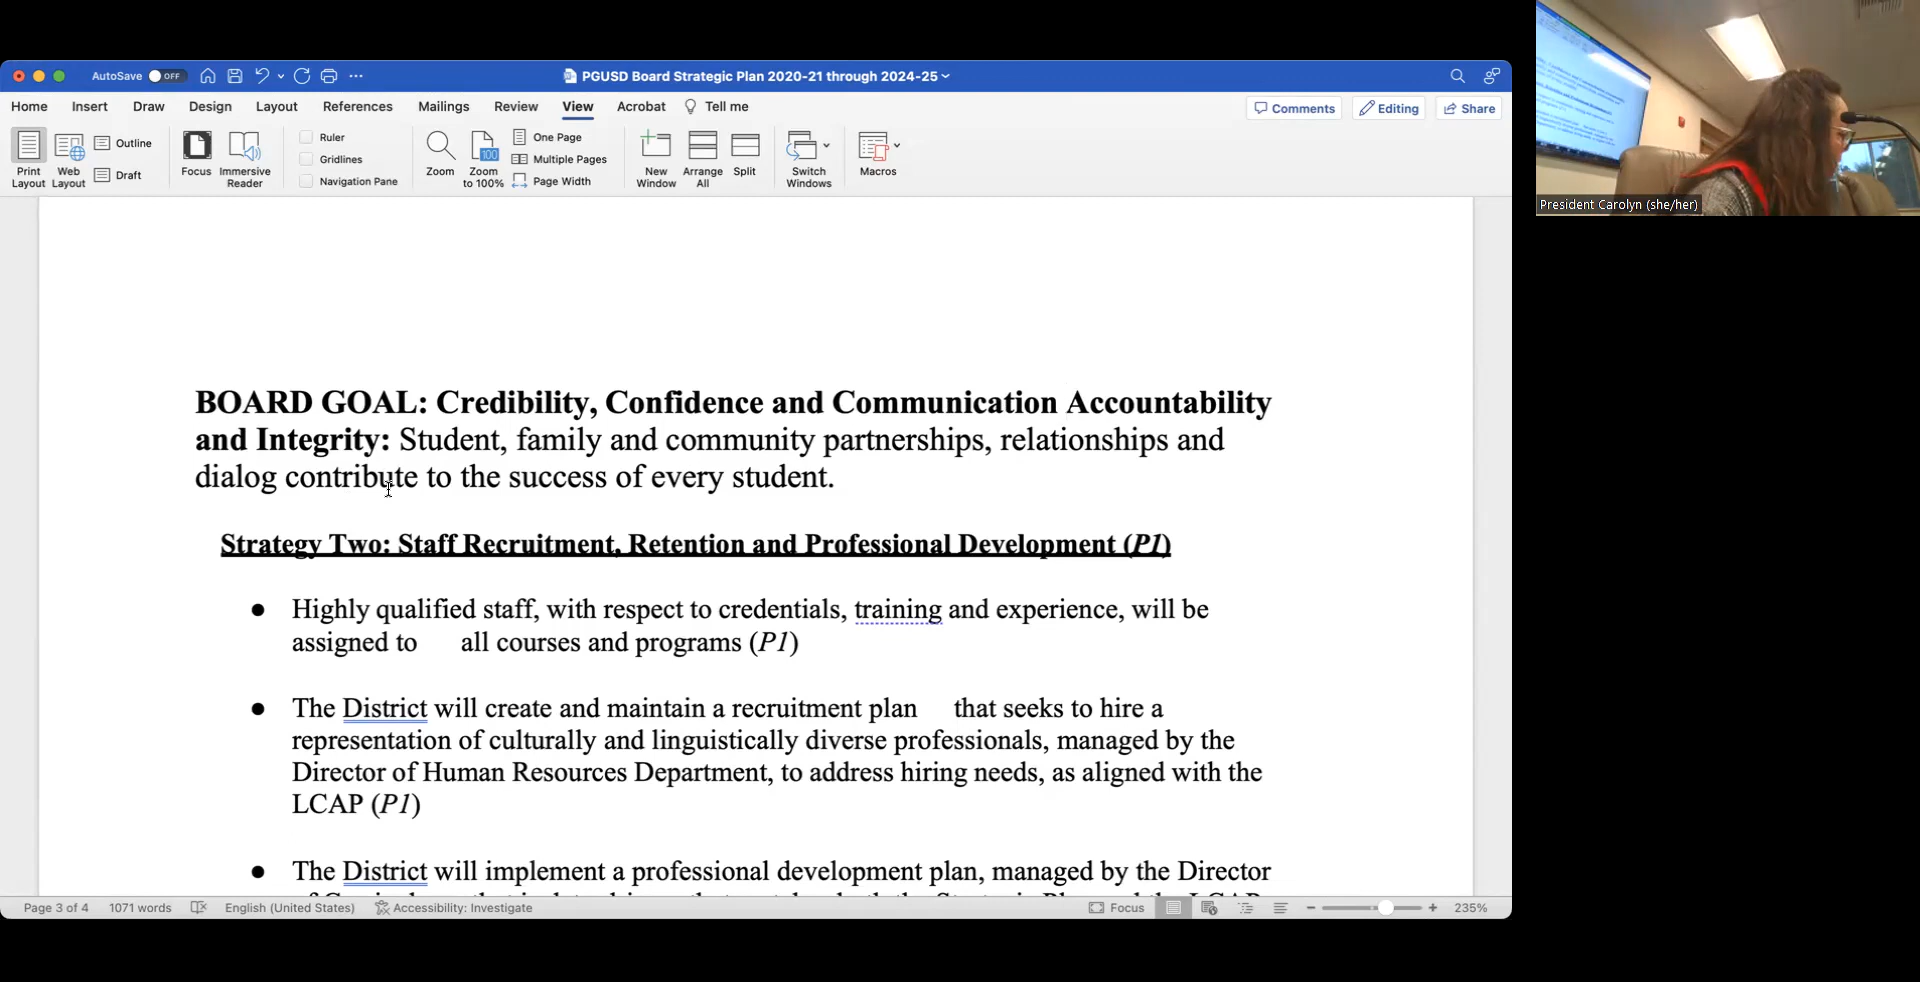 AutoSave OFF
PGUSD Board Strategic Plan 2020-21 through 2024-25
Home Insert Draw Design Layout References Mailings Review View Acrobat Tell me
Comments Editing Share
Print Layout
Web Layout
Outline
Draft
Focus
Immersive Reader
Ruler
Gridlines
Navigation Pane
Zoom
100
Zoom to 100%
One Page
Multiple Pages
Page Width
New Window
Arrange All
Split
Switch Windows
Macros
President Carolyn (she/her)
BOARD GOAL: Credibility, Confidence and Communication Accountability
and Integrity: Student, family and community partnerships, relationships and
dialog contribute to the success of every student.
Strategy Two: Staff Recruitment, Retention and Professional Development (P1)
● Highly qualified staff, with respect to credentials, training and experience, will be
assigned to all courses and programs (P1)
● The District will create and maintain a recruitment plan that seeks to hire a
representation of culturally and linguistically diverse professionals, managed by the
Director of Human Resources Department, to address hiring needs, as aligned with the
LCAP (P1)
● The District will implement a professional development plan, managed by the Director
Page 3 of 4 1071 words English (United States) Accessibility: Investigate
Focus 235%